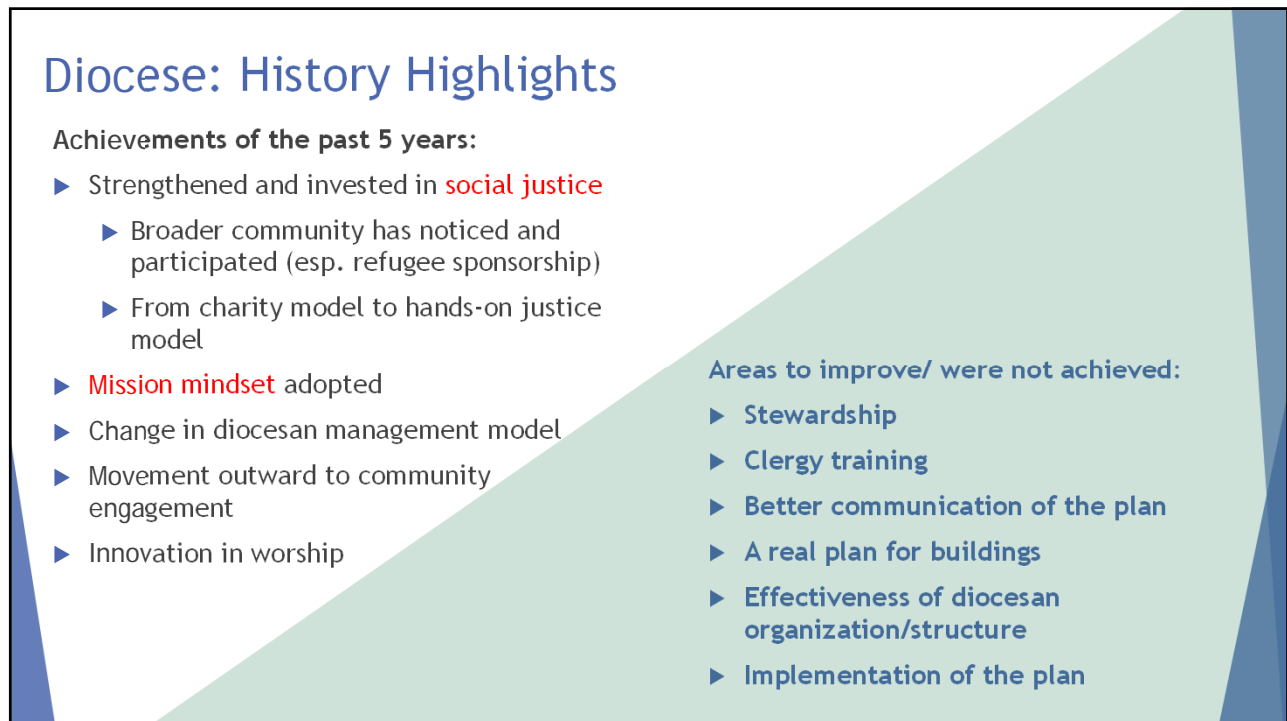 Diocese: History Highlights
Achievements of the past 5 years:
Strengthened and invested in social justice
Broader community has noticed and
participated (esp. refugee sponsorship)
From charity model to hands-on justice
model
Mission mindset adopted
Change in diocesan management model
Movement outward to community
engagement
Innovation in worship
Areas to improve/ were not achieved:
Stewardship
Clergy training
Better communication of the plan
A real plan for buildings
Effectiveness of diocesan
organization/structure
Implementation of the plan